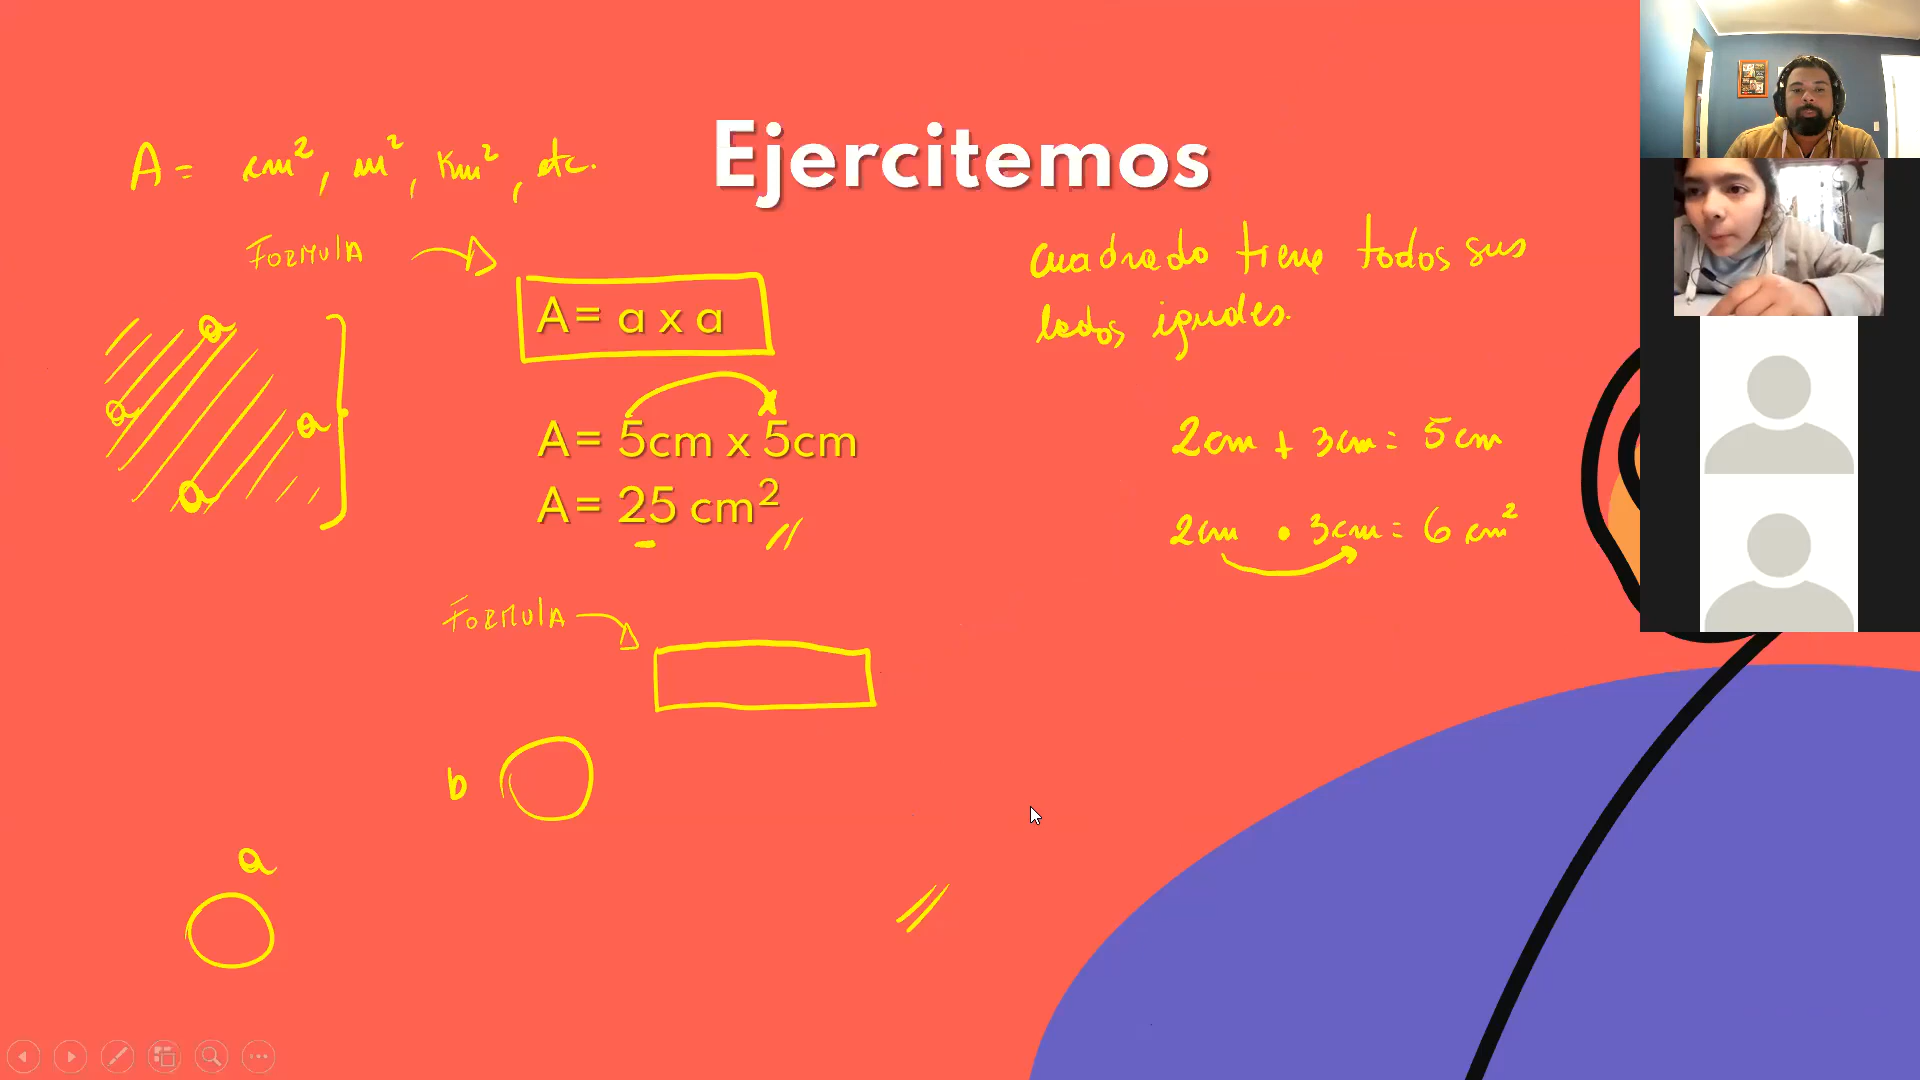 Ejercitemos
A = cm², m², Km², etc.
FORMULA
A= a x a
a
a
a
a
A= 5cm x 5cm
A= 25 cm²
cuadrado tiene todos sus
lados iguales.
2cm + 3cm = 5cm
2cm • 3cm = 6 cm²
FORMULA
b
a